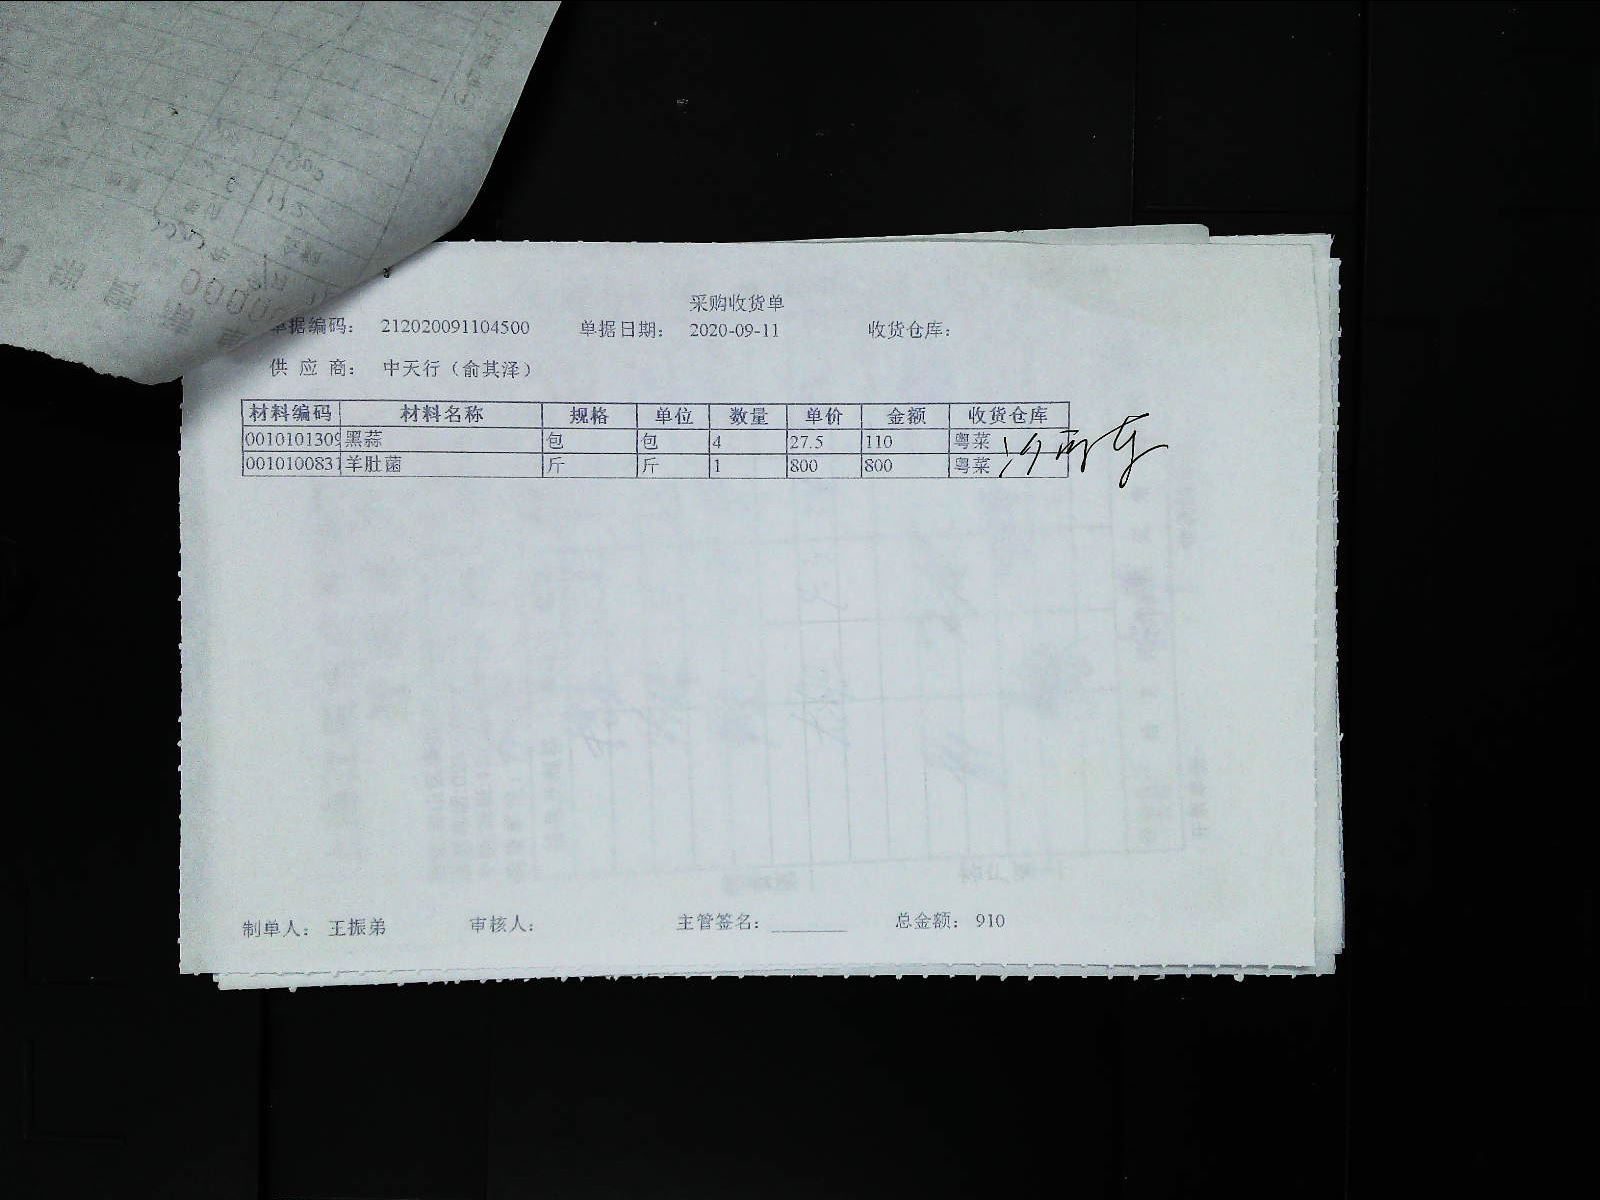 采购收货单
单据编码： 212020091104500 单据日期： 2020-09-11 收货仓库：
供 应 商： 中天行（俞其泽）
材料编码 材料名称 规格 单位 数量 单价 金额 收货仓库
0010101309 黑蒜 包 包 4 27.5 110 粤菜
0010100831 羊肚菌 斤 斤 1 800 800 粤菜
制单人： 王振弟 审核人： 主管签名： ________ 总金额： 910